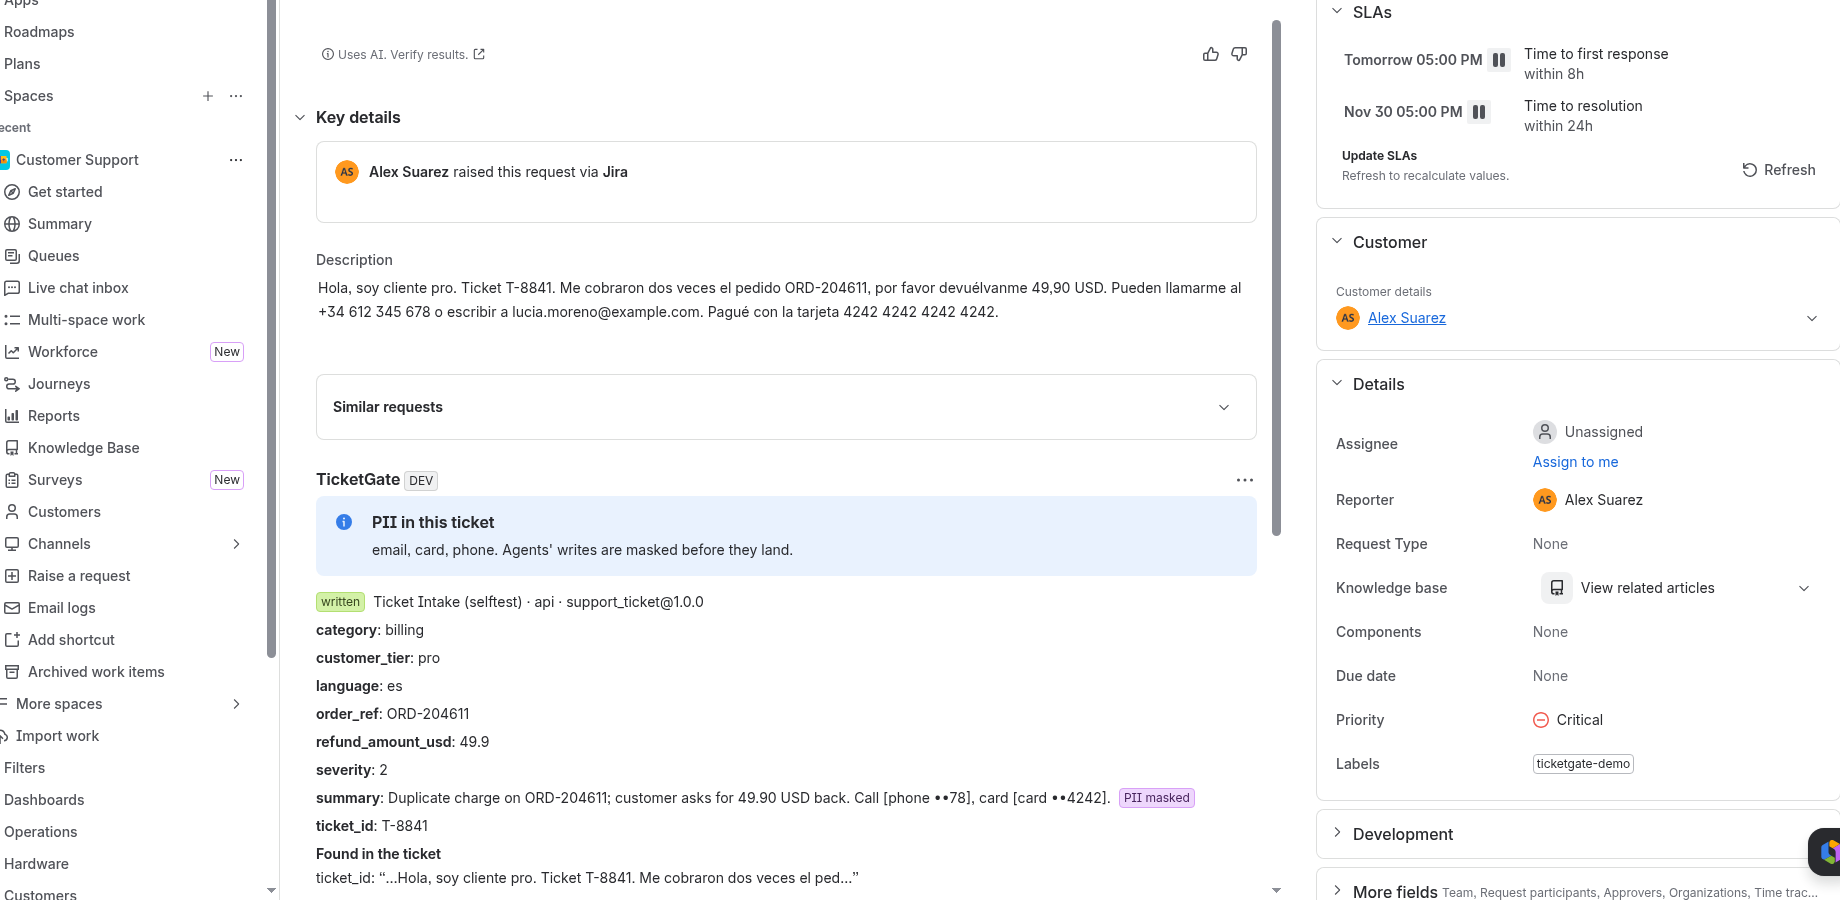 Apps
Roadmaps
Plans
Spaces
ecent
Customer Support
Get started
Summary
Queues
Live chat inbox
Multi-space work
Workforce New
Journeys
Reports
Knowledge Base
Surveys New
Customers
Channels
Raise a request
Email logs
Add shortcut
Archived work items
More spaces
Import work
Filters
Dashboards
Operations
Hardware
Customers
Uses AI. Verify results.
Key details
AS Alex Suarez raised this request via Jira
Description
Hola, soy cliente pro. Ticket T-8841. Me cobraron dos veces el pedido ORD-204611, por favor devuélvanme 49,90 USD. Pueden llamarme al
+34 612 345 678 o escribir a lucia.moreno@example.com. Pagué con la tarjeta 4242 4242 4242 4242.
Similar requests
TicketGate DEV
PII in this ticket
email, card, phone. Agents' writes are masked before they land.
written Ticket Intake (selftest) · api · support_ticket@1.0.0
category: billing
customer_tier: pro
language: es
order_ref: ORD-204611
refund_amount_usd: 49.9
severity: 2
summary: Duplicate charge on ORD-204611; customer asks for 49.90 USD back. Call [phone ••78], card [card ••4242]. PII masked
ticket_id: T-8841
Found in the ticket
ticket_id: “…Hola, soy cliente pro. Ticket T-8841. Me cobraron dos veces el ped…”
SLAs
Tomorrow 05:00 PM Time to first response
within 8h
Nov 30 05:00 PM Time to resolution
within 24h
Update SLAs
Refresh to recalculate values.
Refresh
Customer
Customer details
AS Alex Suarez
Details
Assignee Unassigned
Assign to me
Reporter AS Alex Suarez
Request Type None
Knowledge base View related articles
Components None
Due date None
Priority Critical
Labels ticketgate-demo
Development
More fields Team, Request participants, Approvers, Organizations, Time trac...